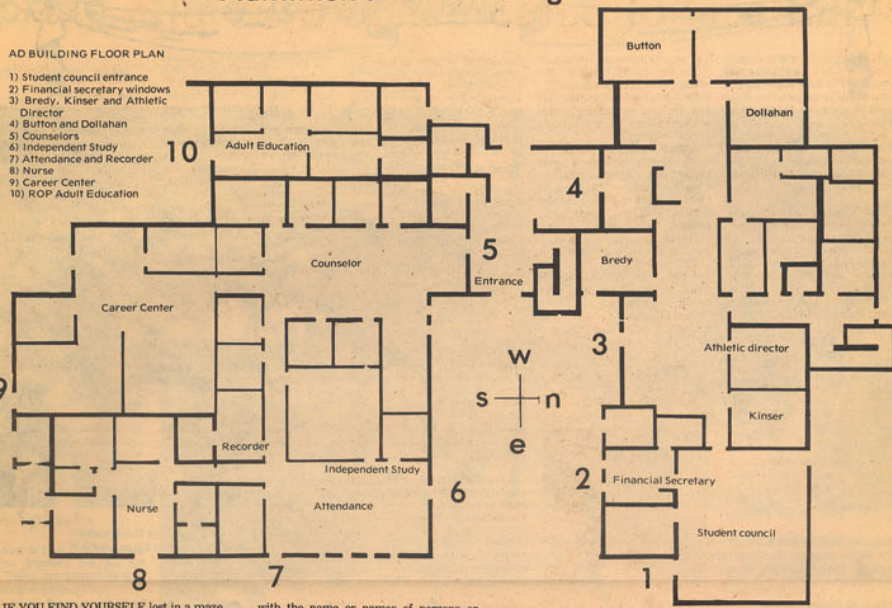 AD BUILDING FLOOR PLAN
1) Student council entrance
2) Financial secretary windows
3) Bredy, Kinser and Athletic
Director
4) Button and Dollahan
5) Counselors
6) Independent Study
7) Attendance and Recorder
8) Nurse
9) Career Center
10) ROP Adult Education
Button
Dollahan
10
Adult Education
4
5
Counselor
Entrance
Bredy
Career Center
3
Athletic director
w
s
n
e
9
Kinser
Recorder
Independent Study
2
Financial Secretary
6
Nurse
Attendance
Student council
8
7
1
IF YOU FIND YOURSELF lost in a maze
with the name or names of persons or